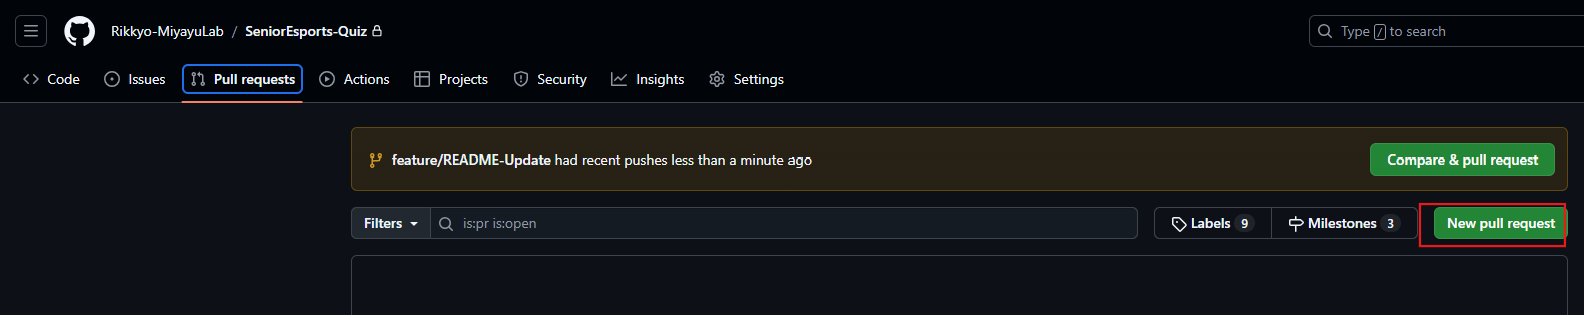 Rikkyo-MiyayuLab / SeniorEsports-Quiz
Type / to search
Code Issues Pull requests Actions Projects Security Insights Settings
feature/README-Update had recent pushes less than a minute ago
Compare & pull request
Filters is:pr is:open Labels 9 Milestones 3 New pull request